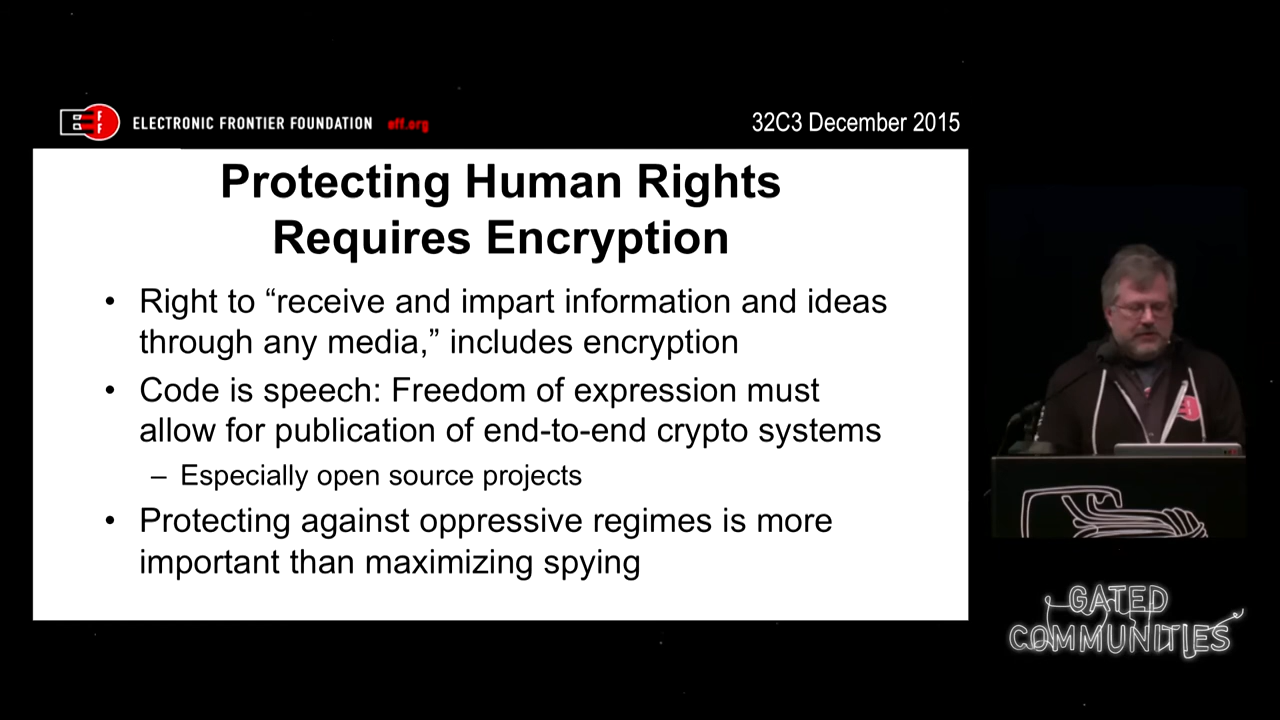 ELECTRONIC FRONTIER FOUNDATION eff.org
32C3 December 2015
Protecting Human Rights
Requires Encryption
• Right to “receive and impart information and ideas
through any media,” includes encryption
• Code is speech: Freedom of expression must
allow for publication of end-to-end crypto systems
– Especially open source projects
• Protecting against oppressive regimes is more
important than maximizing spying
GATED
COMMUNITIES